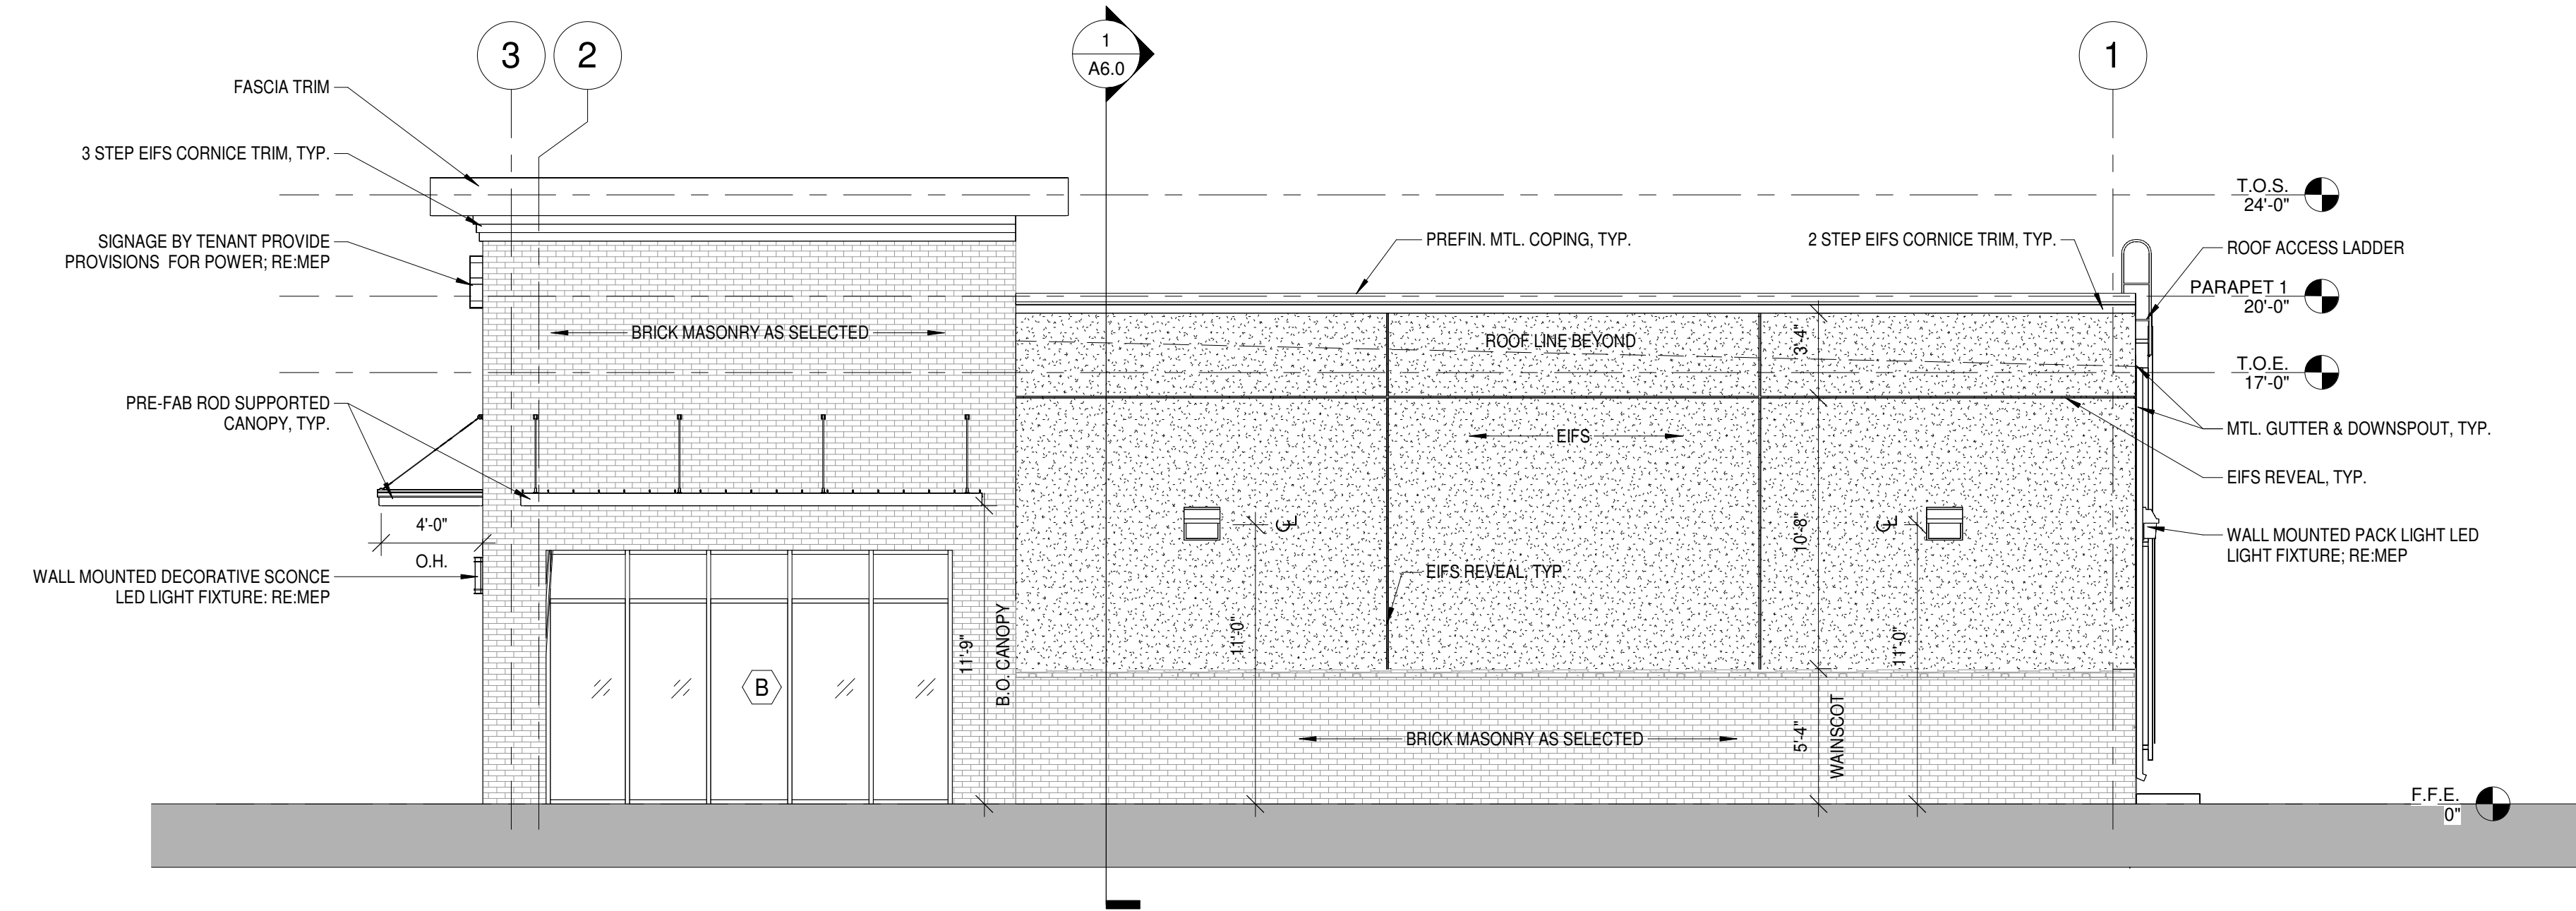 3
2
1
A6.0
1
FASCIA TRIM
3 STEP EIFS CORNICE TRIM, TYP.
SIGNAGE BY TENANT PROVIDE
PROVISIONS FOR POWER; RE:MEP
PRE-FAB ROD SUPPORTED
CANOPY, TYP.
4'-0"
O.H.
WALL MOUNTED DECORATIVE SCONCE
LED LIGHT FIXTURE: RE:MEP
BRICK MASONRY AS SELECTED
B
11'-9"
B.O. CANOPY
PREFIN. MTL. COPING, TYP.
2 STEP EIFS CORNICE TRIM, TYP.
ROOF LINE BEYOND
3'-4"
EIFS
CL
CL
10'-8"
EIFS REVEAL, TYP.
11'-0"
11'-0"
BRICK MASONRY AS SELECTED
5'-4"
WAINSCOT
T.O.S.
24'-0"
ROOF ACCESS LADDER
PARAPET 1
20'-0"
T.O.E.
17'-0"
MTL. GUTTER & DOWNSPOUT, TYP.
EIFS REVEAL, TYP.
WALL MOUNTED PACK LIGHT LED
LIGHT FIXTURE; RE:MEP
F.F.E.
0"